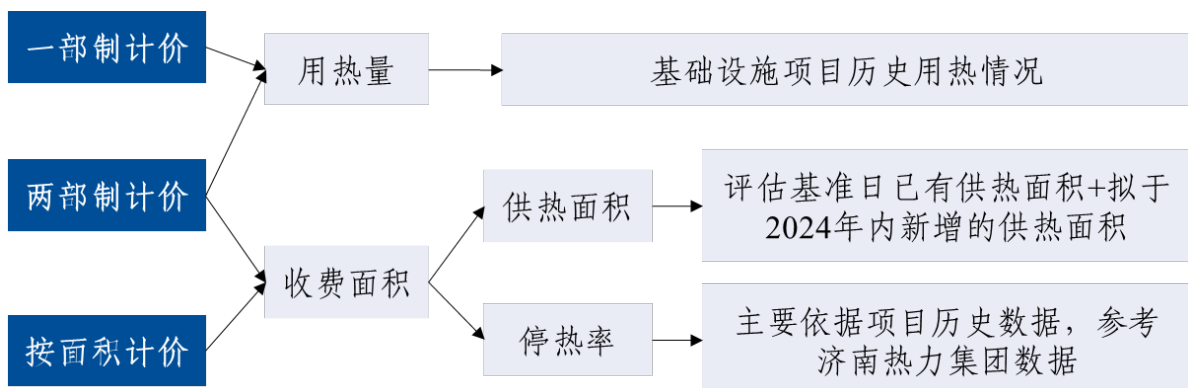 一部制计价
用热量
基础设施项目历史用热情况
两部制计价
供热面积
评估基准日已有供热面积+拟于
2024年内新增的供热面积
收费面积
按面积计价
停热率
主要依据项目历史数据，参考
济南热力集团数据